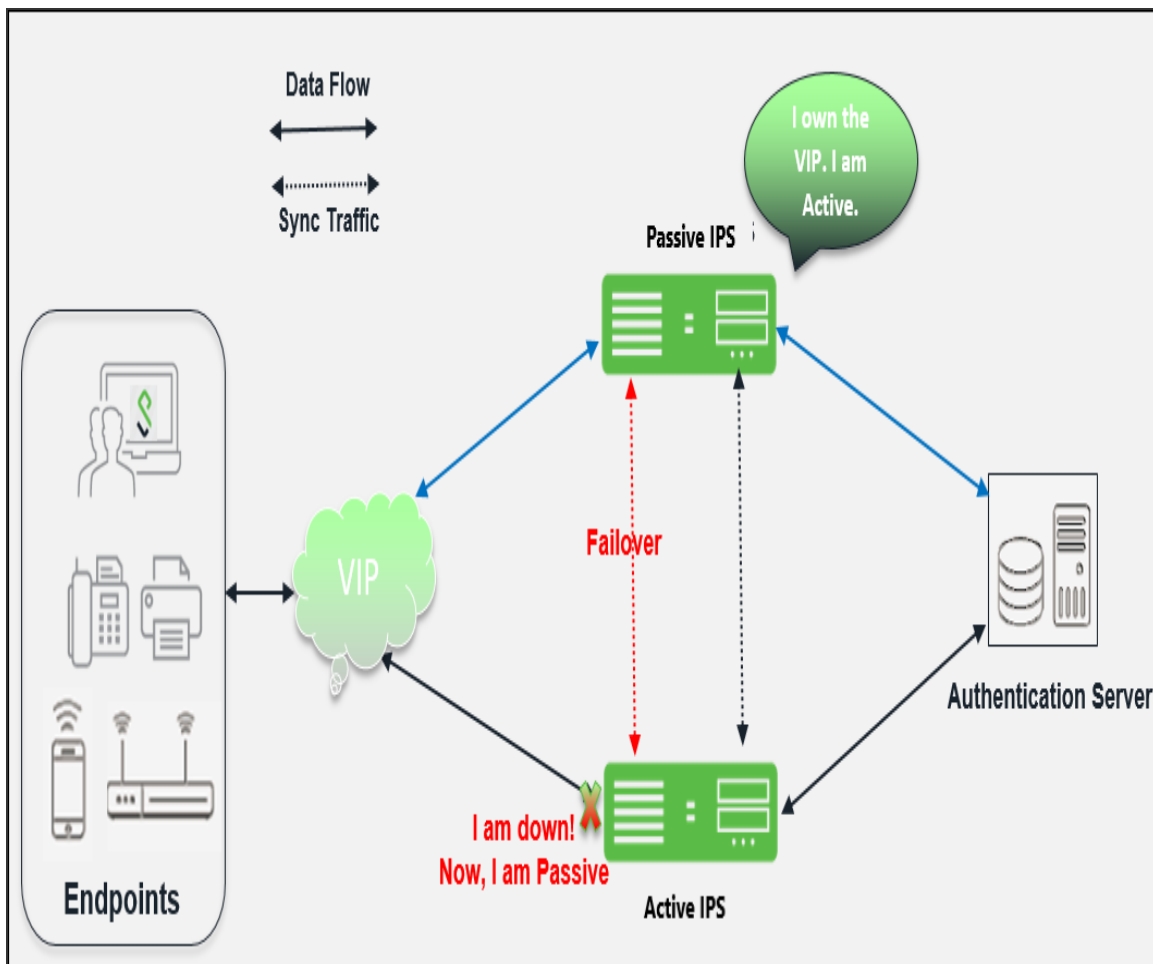 Data Flow
Sync Traffic
I own the
VIP. I am
Active.
Passive IPS
VIP
Failover
Authentication Server
I am down!
Now, I am Passive
Active IPS
Endpoints